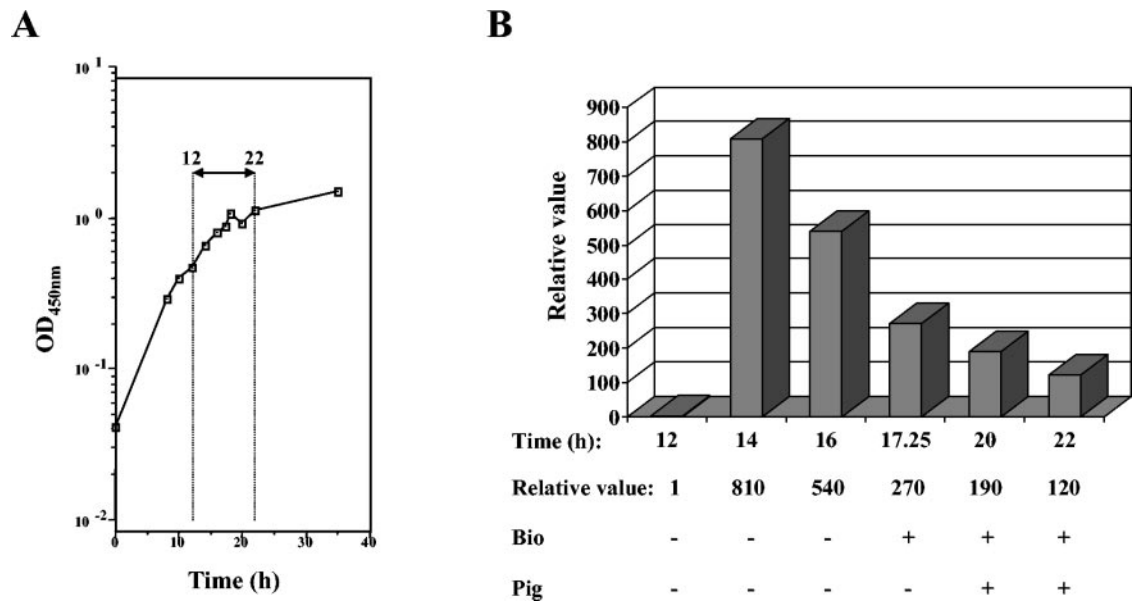 A
10^1
10^0
10^-1
10^-2
OD450nm
12 22
0 10 20 30 40
Time (h)
B
900
800
700
600
500
400
300
200
100
0
Relative value
Time (h): 12 14 16 17.25 20 22
Relative value: 1 810 540 270 190 120
Bio - - - + + +
Pig - - - - + +